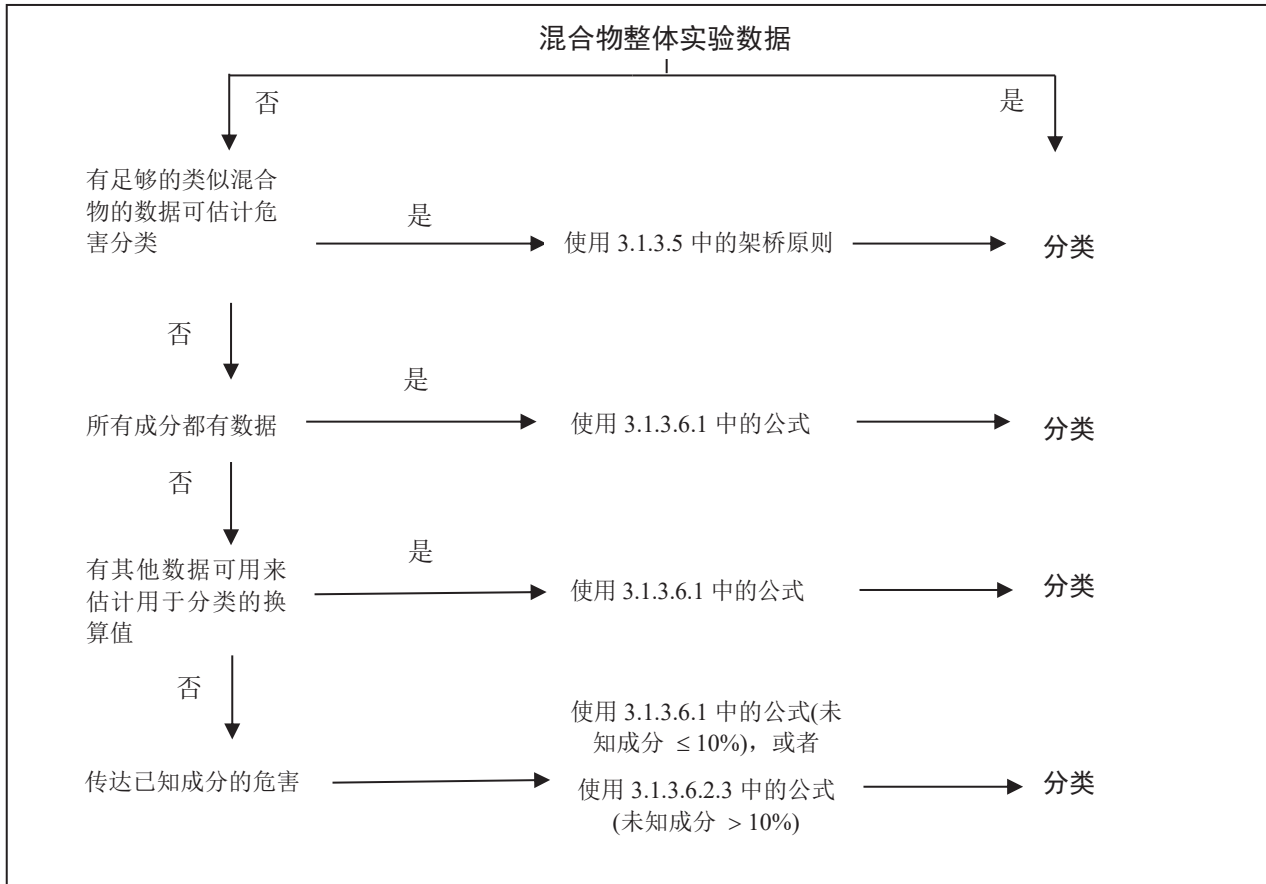 混合物整体实验数据
否
是
有足够的类似混合
物的数据可估计危
害分类
是
使用 3.1.3.5 中的架桥原则
分类
否
是
所有成分都有数据
使用 3.1.3.6.1 中的公式
分类
否
是
有其他数据可用来
估计用于分类的换
算值
使用 3.1.3.6.1 中的公式
分类
否
使用 3.1.3.6.1 中的公式(未
知成分 ≤ 10%)，或者
传达已知成分的危害
使用 3.1.3.6.2.3 中的公式
(未知成分 > 10%)
分类